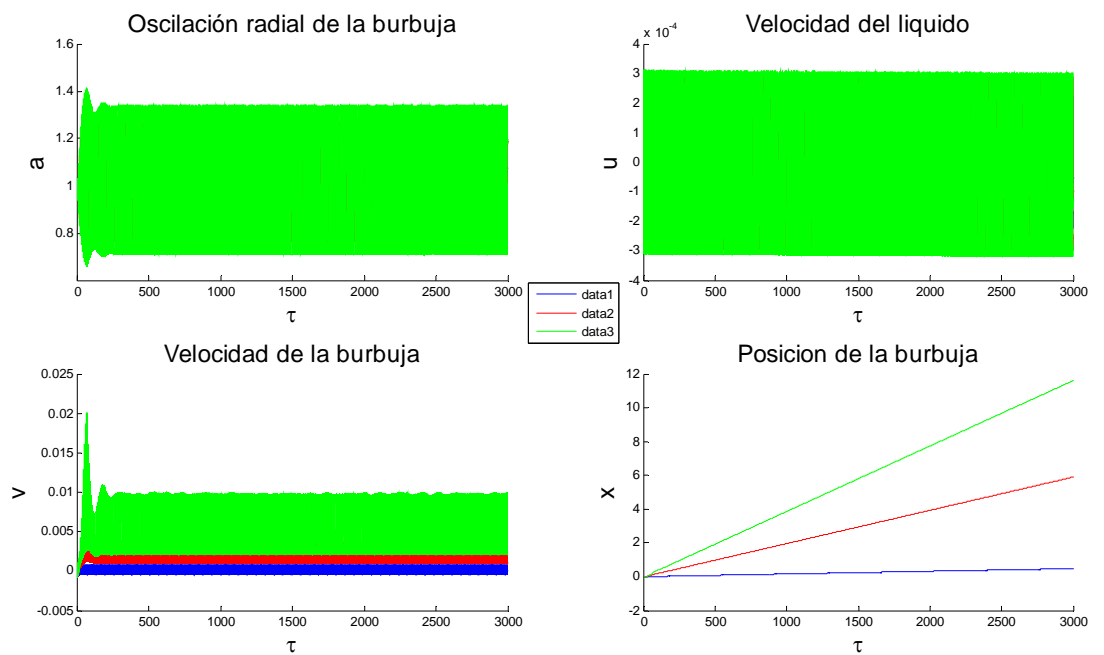 Oscilación radial de la burbuja
1.6
1.4
1.2
1
0.8
a
0 500 1000 1500 2000 2500 3000
τ
Velocidad del liquido
x 10⁻⁴
4
3
2
1
0
-1
-2
-3
-4
u
0 500 1000 1500 2000 2500 3000
τ
data1
data2
data3
Velocidad de la burbuja
0.025
0.02
0.015
0.01
0.005
0
-0.005
v
0 500 1000 1500 2000 2500 3000
τ
Posicion de la burbuja
12
10
8
6
4
2
0
-2
x
0 500 1000 1500 2000 2500 3000
τ